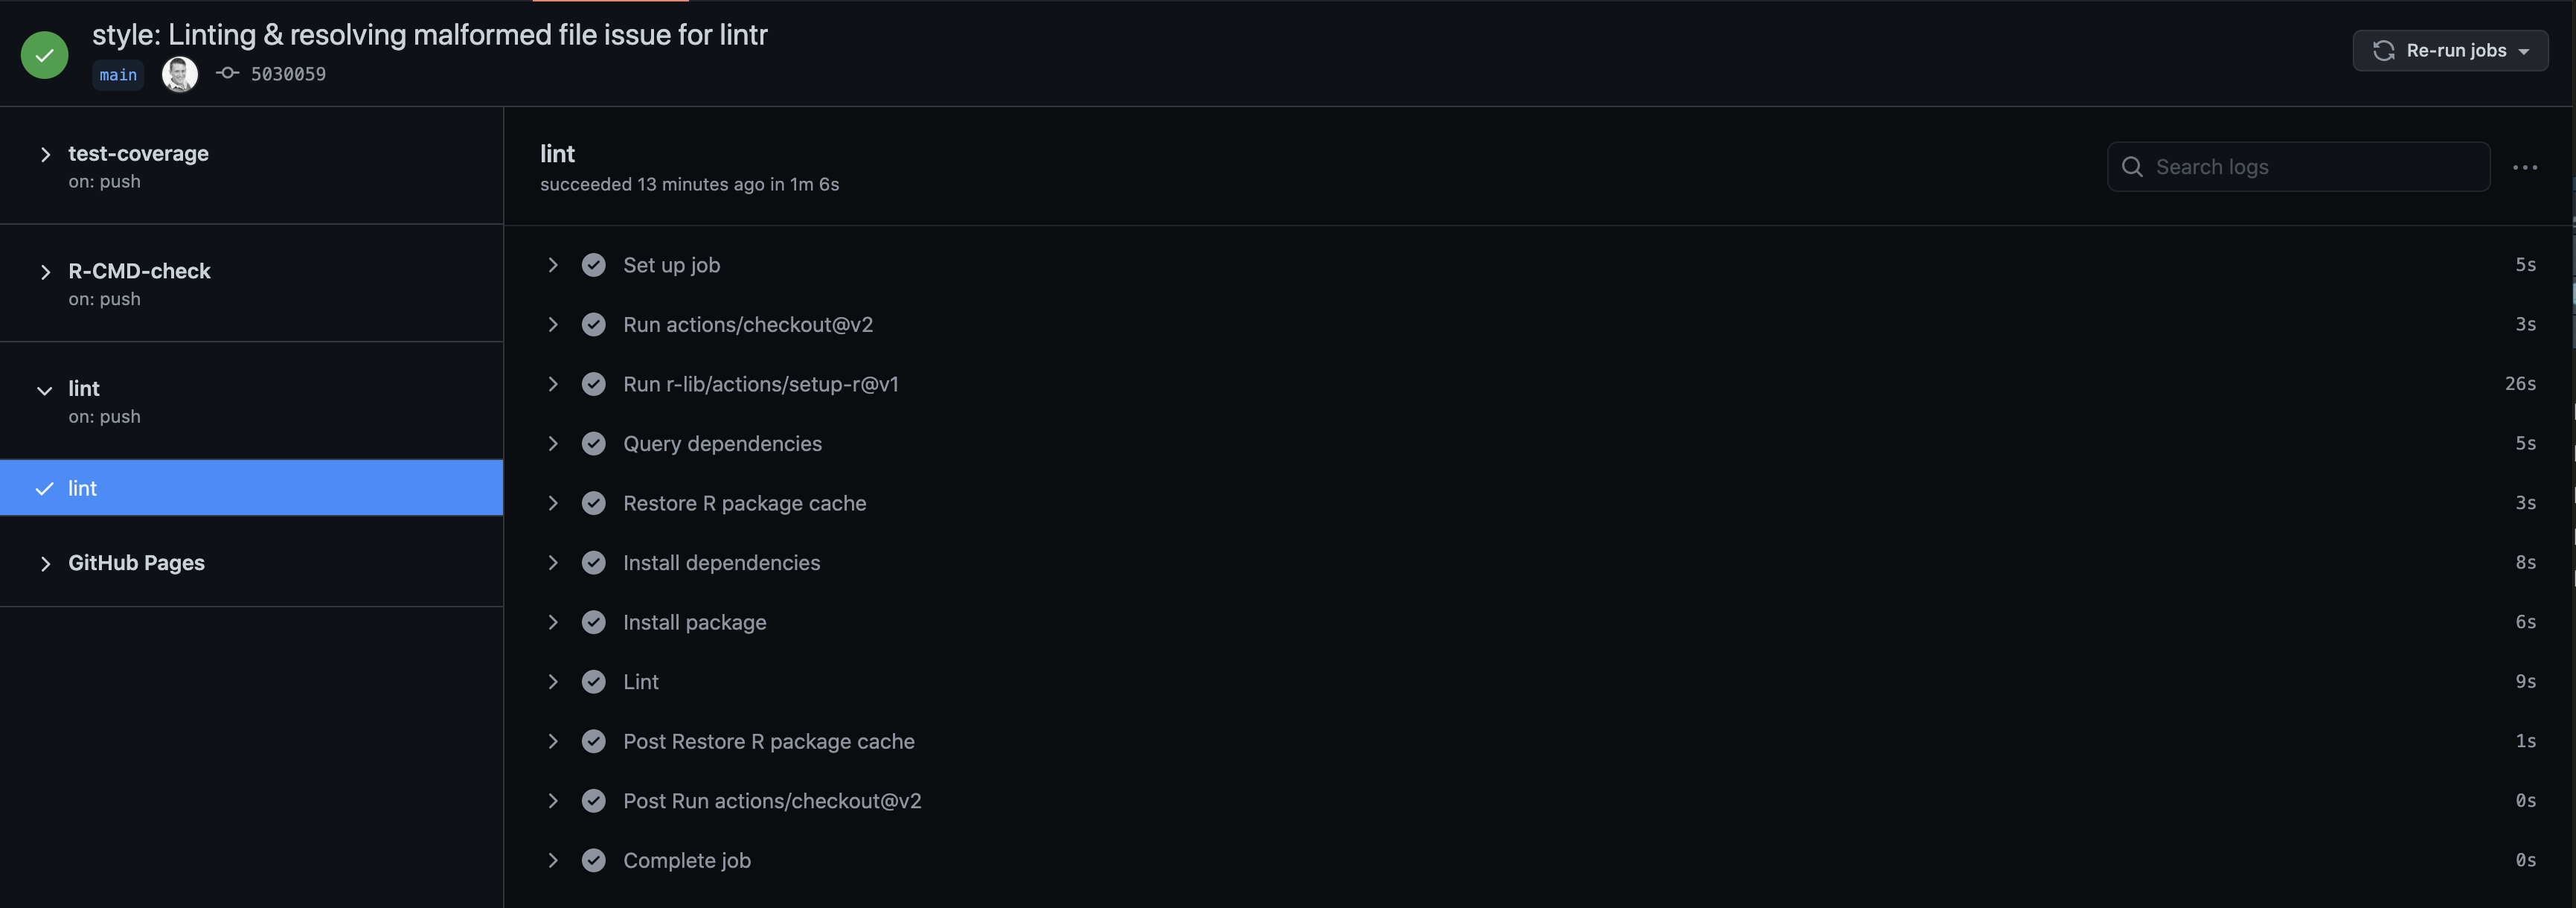 style: Linting & resolving malformed file issue for lintr
main 5030059
Re-run jobs
test-coverage
on: push
R-CMD-check
on: push
lint
on: push
lint
GitHub Pages
lint
succeeded 13 minutes ago in 1m 6s
Search logs
Set up job 5s
Run actions/checkout@v2 3s
Run r-lib/actions/setup-r@v1 26s
Query dependencies 5s
Restore R package cache 3s
Install dependencies 8s
Install package 6s
Lint 9s
Post Restore R package cache 1s
Post Run actions/checkout@v2 0s
Complete job 0s